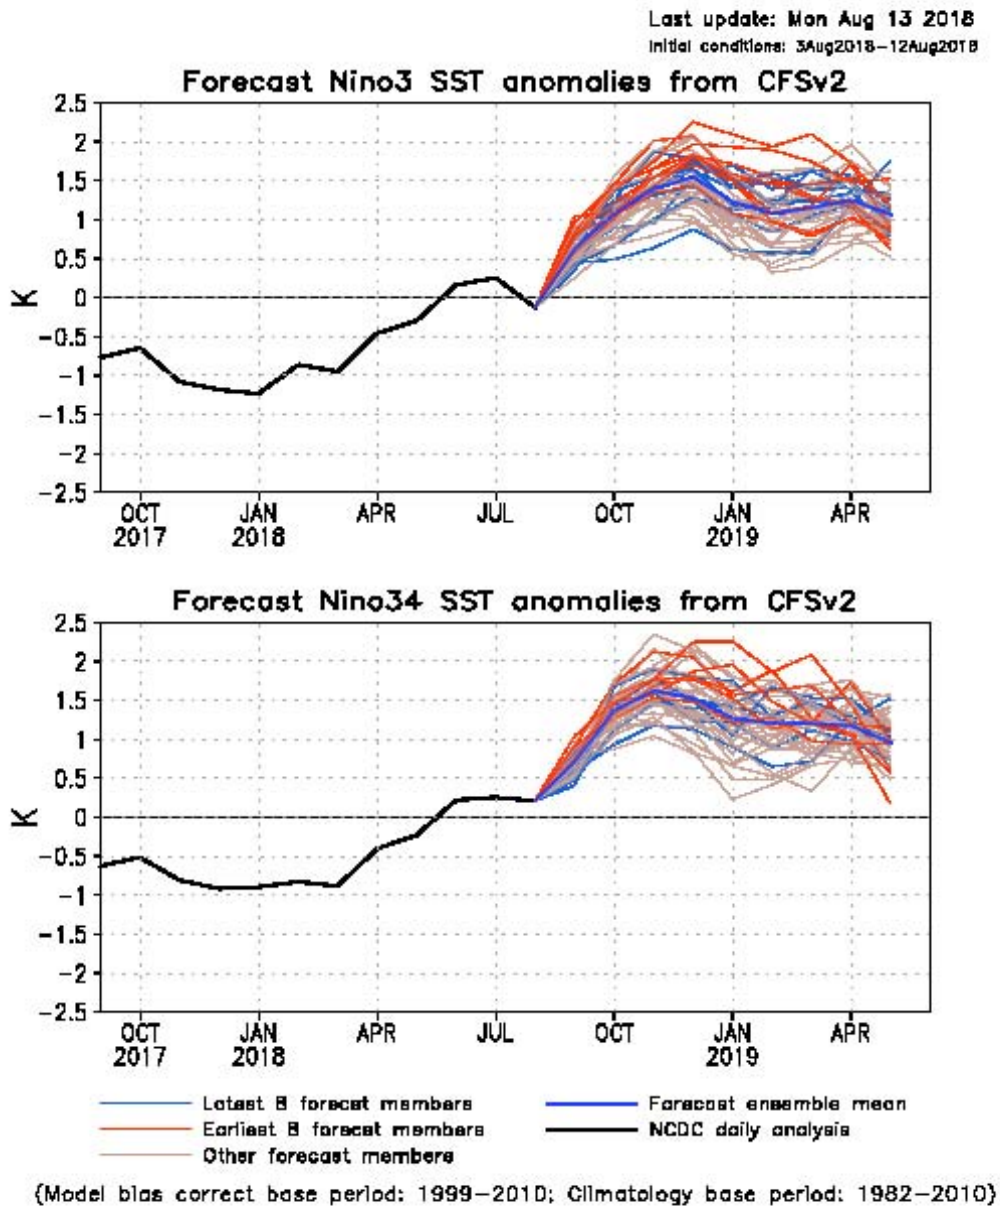 Last update: Mon Aug 13 2018
Initial conditions: 3Aug2018-12Aug2018
Forecast Nino3 SST anomalies from CFSv2
2.5
2
1.5
1
0.5
0
-0.5
-1
-1.5
-2
-2.5
K
OCT JAN APR JUL OCT JAN APR
2017 2018 2019
Forecast Nino34 SST anomalies from CFSv2
2.5
2
1.5
1
0.5
0
-0.5
-1
-1.5
-2
-2.5
K
OCT JAN APR JUL OCT JAN APR
2017 2018 2019
Latest 8 forecast members Forecast ensemble mean
Earliest 8 forecast members NCDC daily analysis
Other forecast members
(Model bias correct base period: 1999-2010; Climatology base period: 1982-2010)